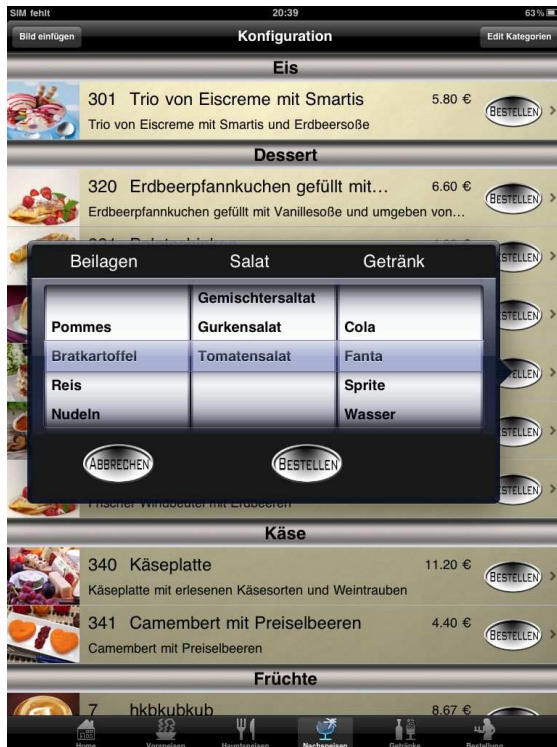 SIM fehlt 20:39 63 %
Bild einfügen Konfiguration Edit Kategorien
Eis
301 Trio von Eiscreme mit Smartis 5.80 € BESTELLEN
Trio von Eiscreme mit Smartis und Erdbeersoße
Dessert
320 Erdbeerpfannkuchen gefüllt mit… 6.60 € BESTELLEN
Erdbeerpfannkuchen gefüllt mit Vanillesoße und umgeben von…
Beilagen Salat Getränk
Gemischtersaltat
Pommes Gurkensalat Cola
Bratkartoffel Tomatensalat Fanta
Reis Sprite
Nudeln Wasser
ABBRECHEN BESTELLEN
Frischer Windbeutel mit Erdbeeren
Käse
340 Käseplatte 11.20 € BESTELLEN
Käseplatte mit erlesenen Käsesorten und Weintrauben
341 Camembert mit Preiselbeeren 4.40 € BESTELLEN
Camembert mit Preiselbeeren
Früchte
7 hkbkubkub 8.67 €
Home Vorspeisen Hauptspeisen Nachspeisen Getränke Bestellung